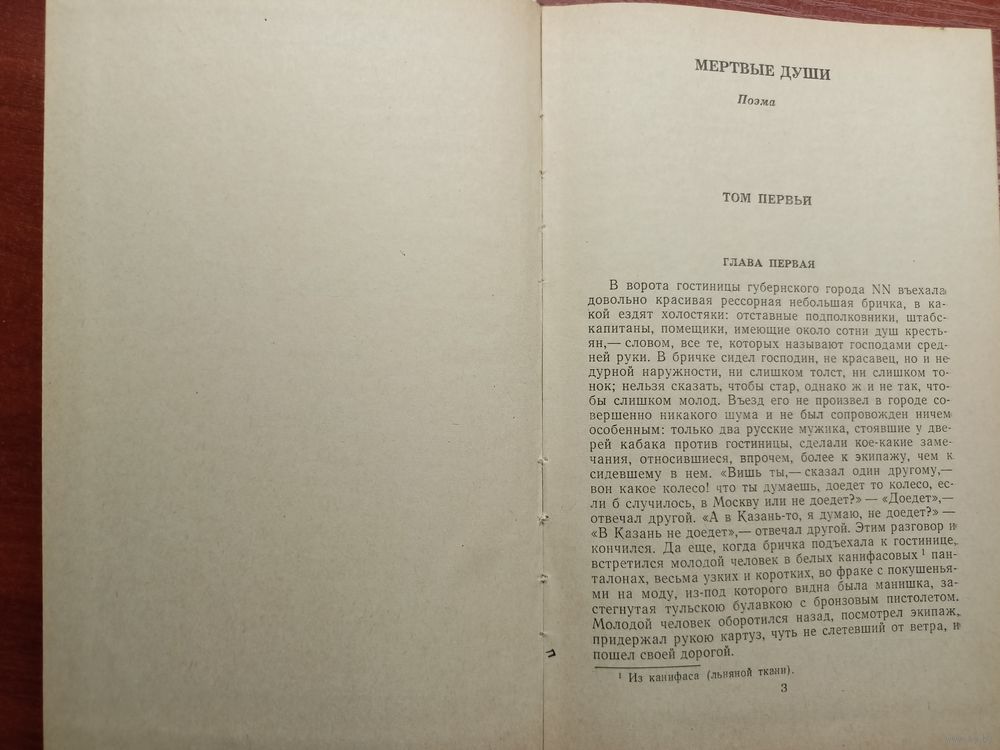 МЕРТВЫЕ ДУШИ
Поэма
ТОМ ПЕРВЫЙ
ГЛАВА ПЕРВАЯ
В ворота гостиницы губернского города NN въехала
довольно красивая рессорная небольшая бричка, в ка-
кой ездят холостяки: отставные подполковники, штабс-
капитаны, помещики, имеющие около сотни душ кресть-
ян,— словом, все те, которых называют господами сред-
ней руки. В бричке сидел господин, не красавец, но и не
дурной наружности, ни слишком толст, ни слишком то-
нок; нельзя сказать, чтобы стар, однако ж и не так, что-
бы слишком молод. Въезд его не произвел в городе со-
вершенно никакого шума и не был сопровожден ничем
особенным: только два русские мужика, стоявшие у две-
рей кабака против гостиницы, сделали кое-какие заме-
чания, относившиеся, впрочем, более к экипажу, чем к
сидевшему в нем. «Вишь ты,— сказал один другому,—
вон какое колесо! что ты думаешь, доедет то колесо, ес-
ли б случилось, в Москву или не доедет?» — «Доедет»,—
отвечал другой. «А в Казань-то, я думаю, не доедет?» —
«В Казань не доедет»,— отвечал другой. Этим разговор и
кончился. Да еще, когда бричка подъехала к гостинице,
встретился молодой человек в белых канифасовых ¹ пан-
талонах, весьма узких и коротких, во фраке с покушенья-
ми на моду, из-под которого видна была манишка, за-
стегнутая тульскою булавкою с бронзовым пистолетом.
Молодой человек оборотился назад, посмотрел экипаж,
придержал рукою картуз, чуть не слетевший от ветра, и
пошел своей дорогой.
¹ Из канифаса (льняной ткани).
3